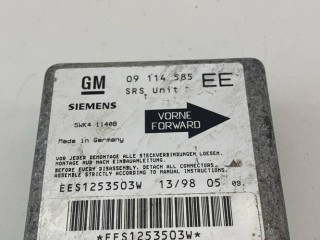 GM
09 114 585 EE
SRS Unit
SIEMENS
5WK4 1140B
VORNE
FORWARD
Made in Germany
VOR JEDER DEMONTAGE ALLE STECKVERBINDUNGEN LOESEN.
MONTAGE NUR NACH EINBAUANLEITUNG.
BEFORE EVERY DISASSEMBLY, DETACH ALL CONNECTORS.
ASSEMBLE STRICTLY ACCORDING TO MANUAL INSTRUCTIONS.
EES1253503W 13/98 05 08
*EES1253503W*